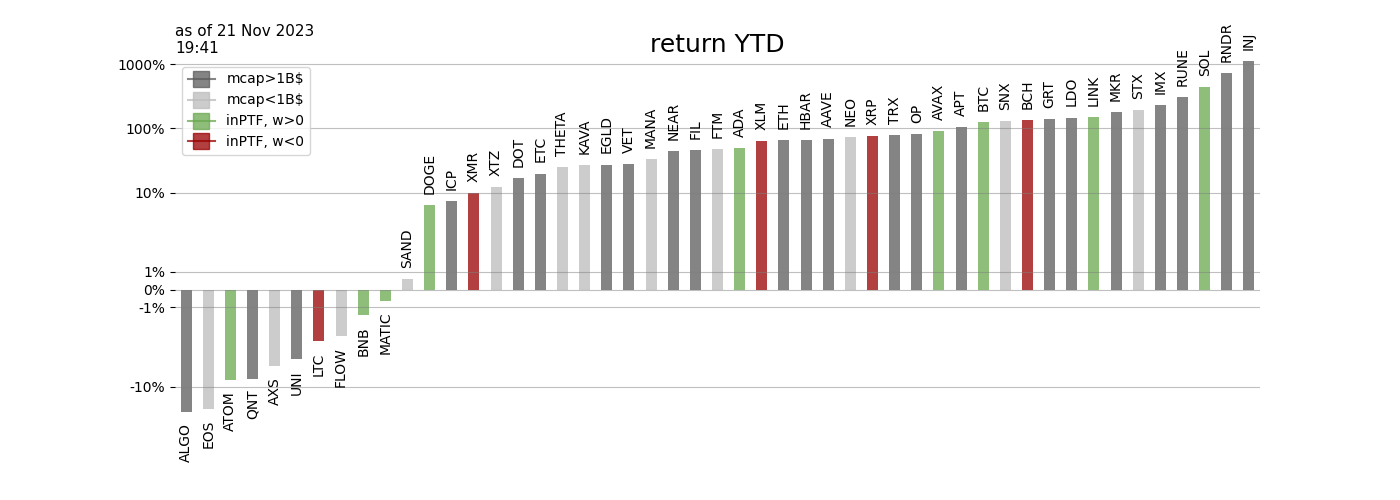 as of 21 Nov 2023
19:41
return YTD
1000%
100%
10%
1%
0%
-1%
-10%
mcap>1B$
mcap<1B$
inPTF, w>0
inPTF, w<0
ALGO
EOS
ATOM
QNT
AXS
UNI
LTC
FLOW
BNB
MATIC
SAND
DOGE
ICP
XMR
XTZ
DOT
ETC
THETA
KAVA
EGLD
VET
MANA
NEAR
FIL
FTM
ADA
XLM
ETH
HBAR
AAVE
NEO
XRP
TRX
OP
AVAX
APT
BTC
SNX
BCH
GRT
LDO
LINK
MKR
STX
IMX
RUNE
SOL
RNDR
INJ